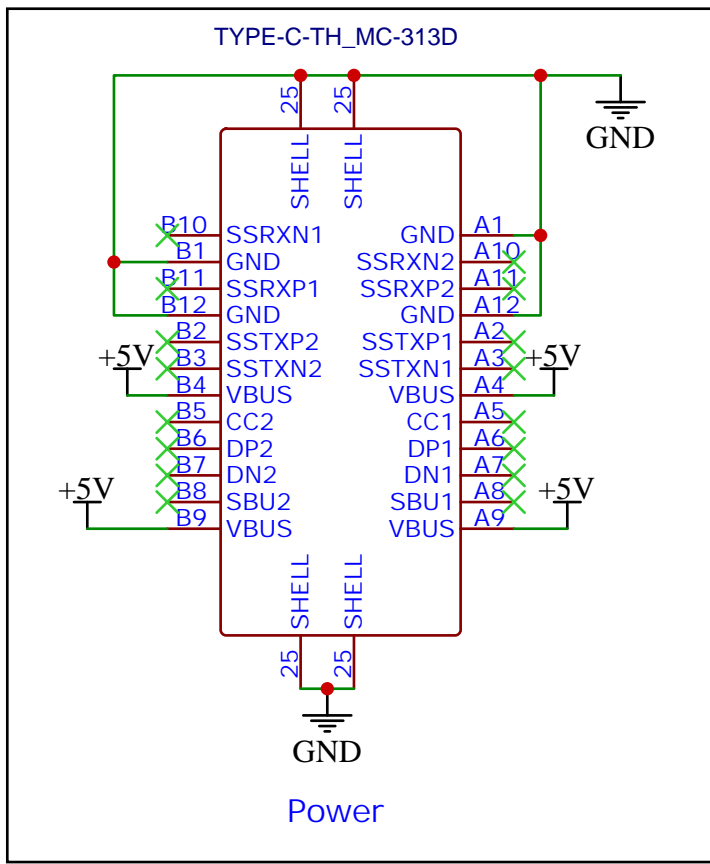 TYPE-C-TH_MC-313D
25 25
GND
SHELL SHELL
B10 SSRXN1 GND A1
B1 GND SSRXN2 A10
B11 SSRXP1 SSRXP2 A11
B12 GND GND A12
B2 SSTXP2 SSTXP1 A2
+5V B3 SSTXN2 SSTXN1 A3 +5V
B4 VBUS VBUS A4
B5 CC2 CC1 A5
B6 DP2 DP1 A6
B7 DN2 DN1 A7
+5V B8 SBU2 SBU1 A8 +5V
B9 VBUS VBUS A9
SHELL SHELL
25 25
GND
Power